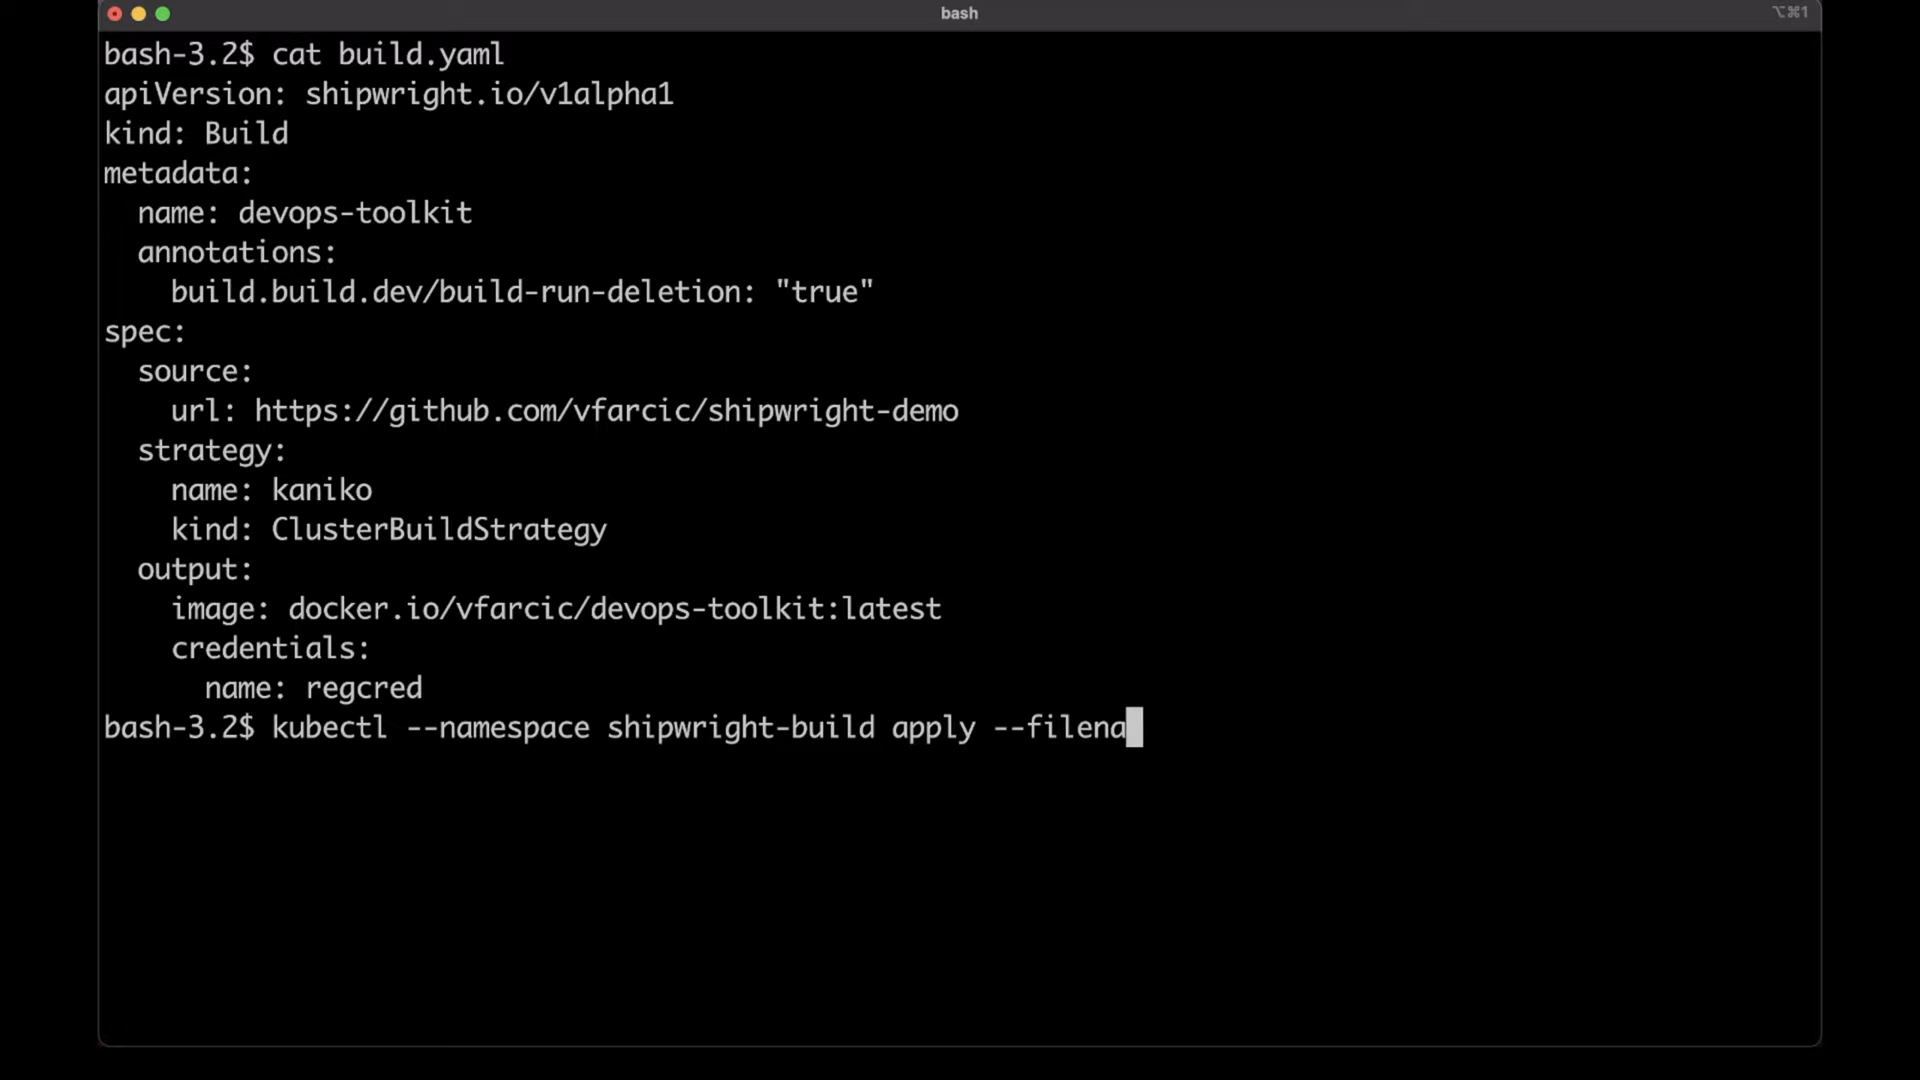 bash
⌥⌘1
bash-3.2$ cat build.yaml
apiVersion: shipwright.io/v1alpha1
kind: Build
metadata:
  name: devops-toolkit
  annotations:
    build.build.dev/build-run-deletion: "true"
spec:
  source:
    url: https://github.com/vfarcic/shipwright-demo
  strategy:
    name: kaniko
    kind: ClusterBuildStrategy
  output:
    image: docker.io/vfarcic/devops-toolkit:latest
    credentials:
      name: regcred
bash-3.2$ kubectl --namespace shipwright-build apply --filena